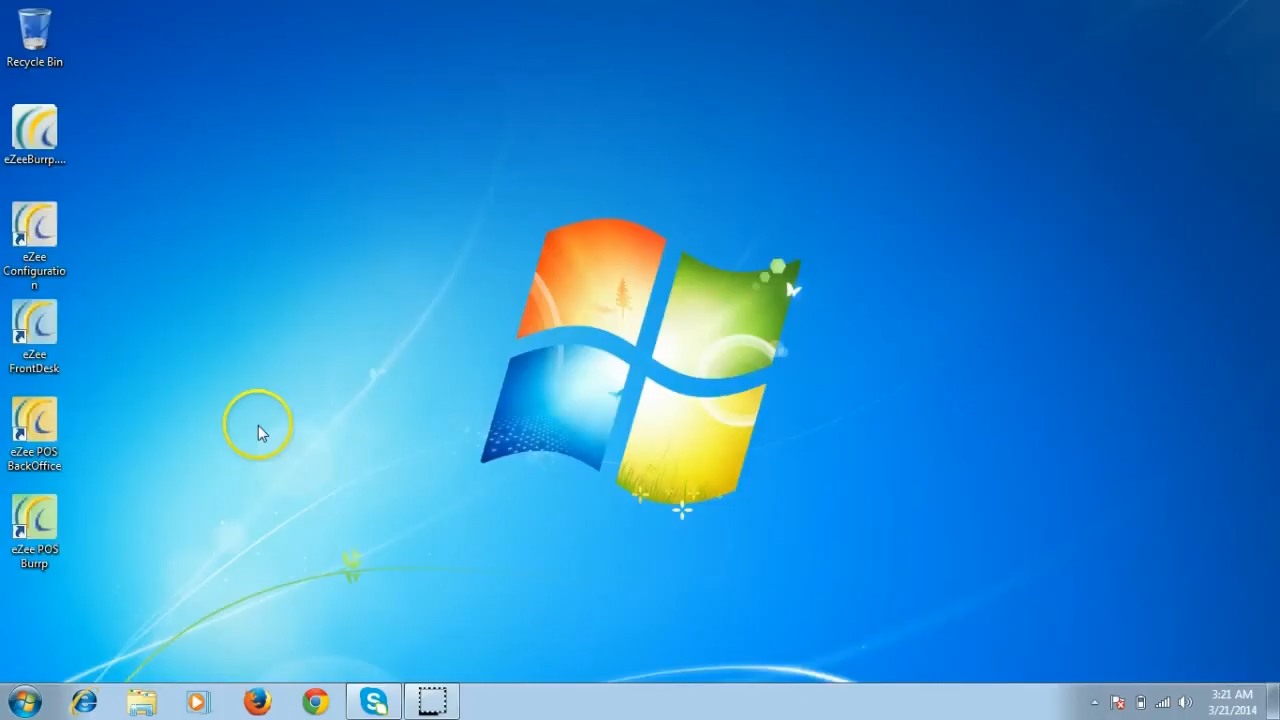 Recycle Bin
eZeeBurrp....
eZee
Configuratio
n
eZee
FrontDesk
eZee POS
BackOffice
eZee POS
Burrp
3:21 AM
3/21/2014